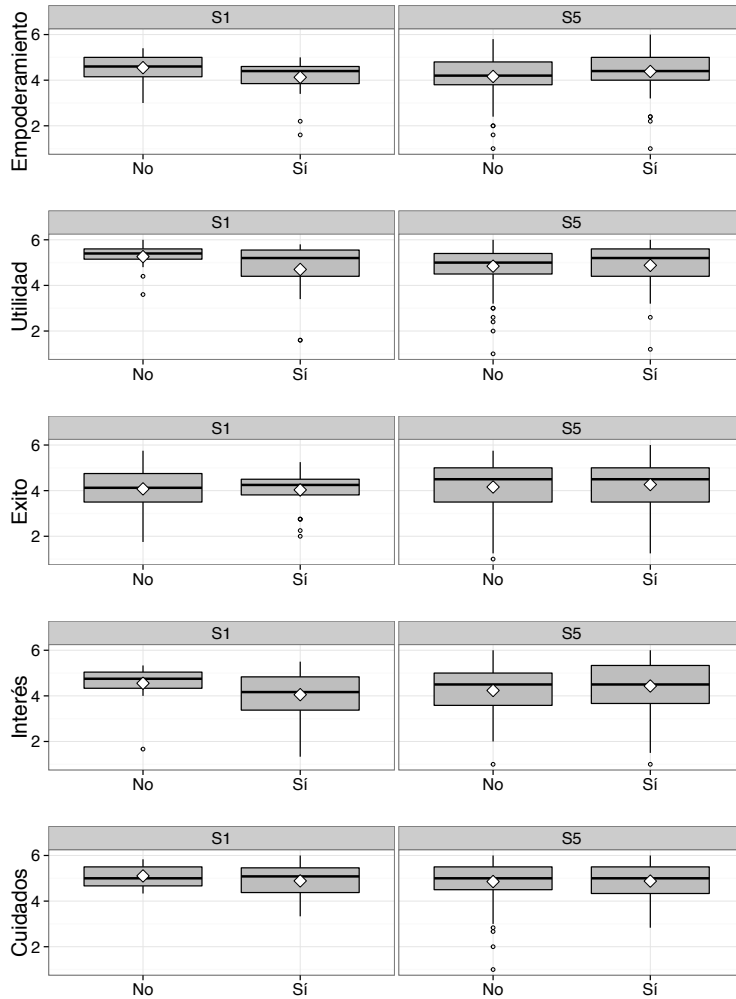 S1 S5
6
4
2
Empoderamiento
No Sí No Sí
S1 S5
6
4
2
Utilidad
No Sí No Sí
S1 S5
6
4
2
Exito
No Sí No Sí
S1 S5
6
4
2
Interés
No Sí No Sí
S1 S5
6
4
2
Cuidados
No Sí No Sí